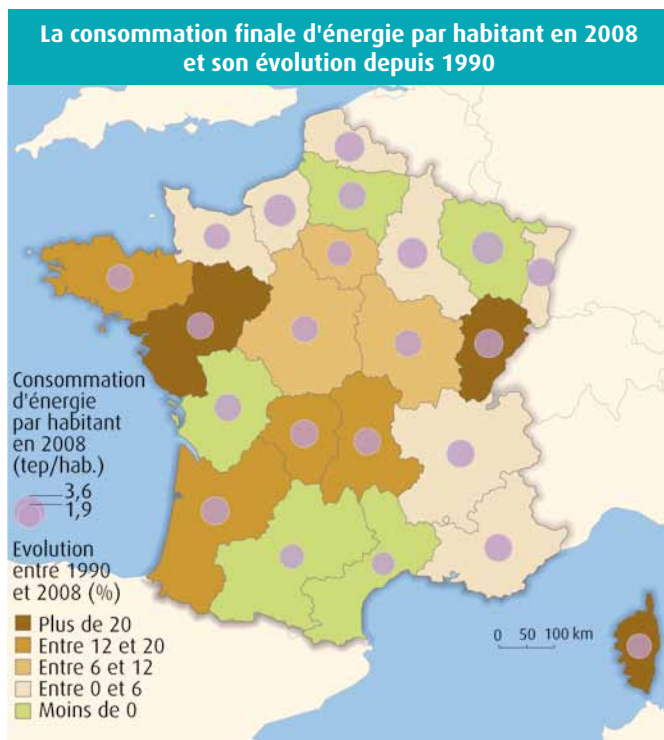 La consommation finale d'énergie par habitant en 2008
et son évolution depuis 1990
Consommation
d'énergie
par habitant
en 2008
(tep/hab.)
3,6
1,9
Evolution
entre 1990
et 2008 (%)
Plus de 20
Entre 12 et 20
Entre 6 et 12
Entre 0 et 6
Moins de 0
0 50 100 km